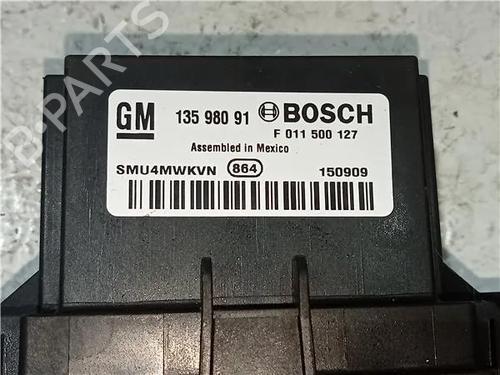 GM 135 980 91 BOSCH
F 011 500 127
Assembled in Mexico
SMU4MWKVN 864 150909
B-PARTS